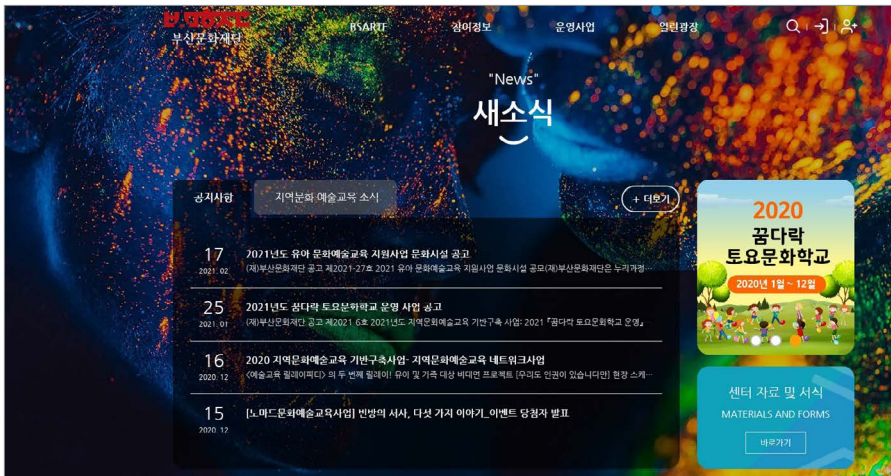 부산문화재단
BSARTE 참여정보 운영사업 열린광장
"News"
새소식
공지사항 지역문화 예술교육 소식 + 더보기
17
2021. 02
2021년도 유아 문화예술교육 지원사업 문화시설 공고
(재)부산문화재단 공고 제2021-27호 2021 유아 문화예술교육 지원사업 문화시설 공모(재)부산문화재단은 누리과정…
25
2021. 01
2021년도 꿈다락 토요문화학교 운영 사업 공고
(재)부산문화재단 공고 제2021 6호 2021년도 지역문화예술교육 기반구축 사업: 2021 『꿈다락 토요문화학교 운영』
16
2020. 12
2020 지역문화예술교육 기반구축사업- 지역문화예술교육 네트워크사업
<예술교육 릴레이피디> 의 두 번째 릴레이! 유아 및 가족 대상 비대면 프로젝트 [우리도 인권이 있습니다만] 현장 스케…
15
2020. 12
[노마드문화예술교육사업] 빈방의 서사, 다섯 가지 이야기_이벤트 당첨자 발표
2020
꿈다락
토요문화학교
2020년 1월 ~ 12월
센터 자료 및 서식
MATERIALS AND FORMS
바로가기